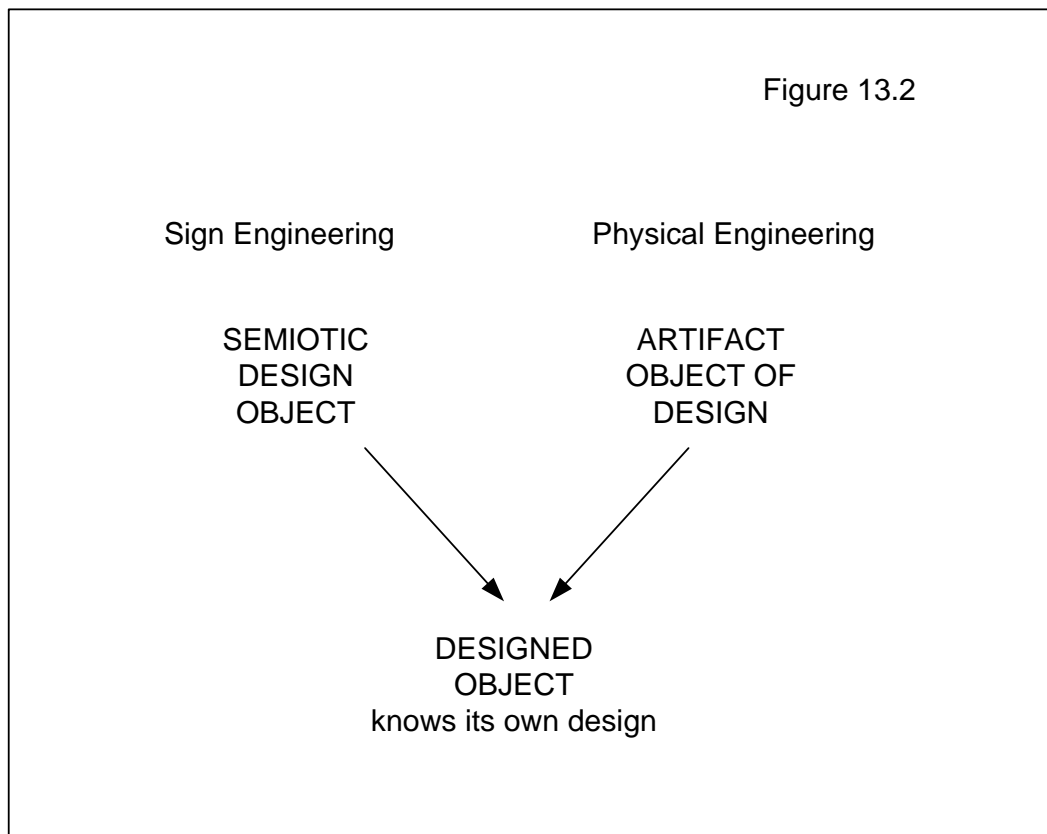 Figure 13.2
Sign Engineering
Physical Engineering
SEMIOTIC
DESIGN
OBJECT
ARTIFACT
OBJECT OF
DESIGN
DESIGNED
OBJECT
knows its own design